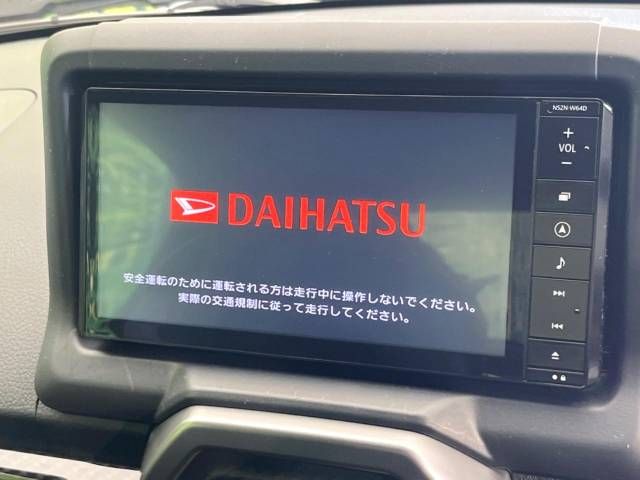 NSZN-W64D
VOL
DAIHATSU
安全運転のために運転される方は走行中に操作しないでください。
実際の交通規制に従って走行してください。